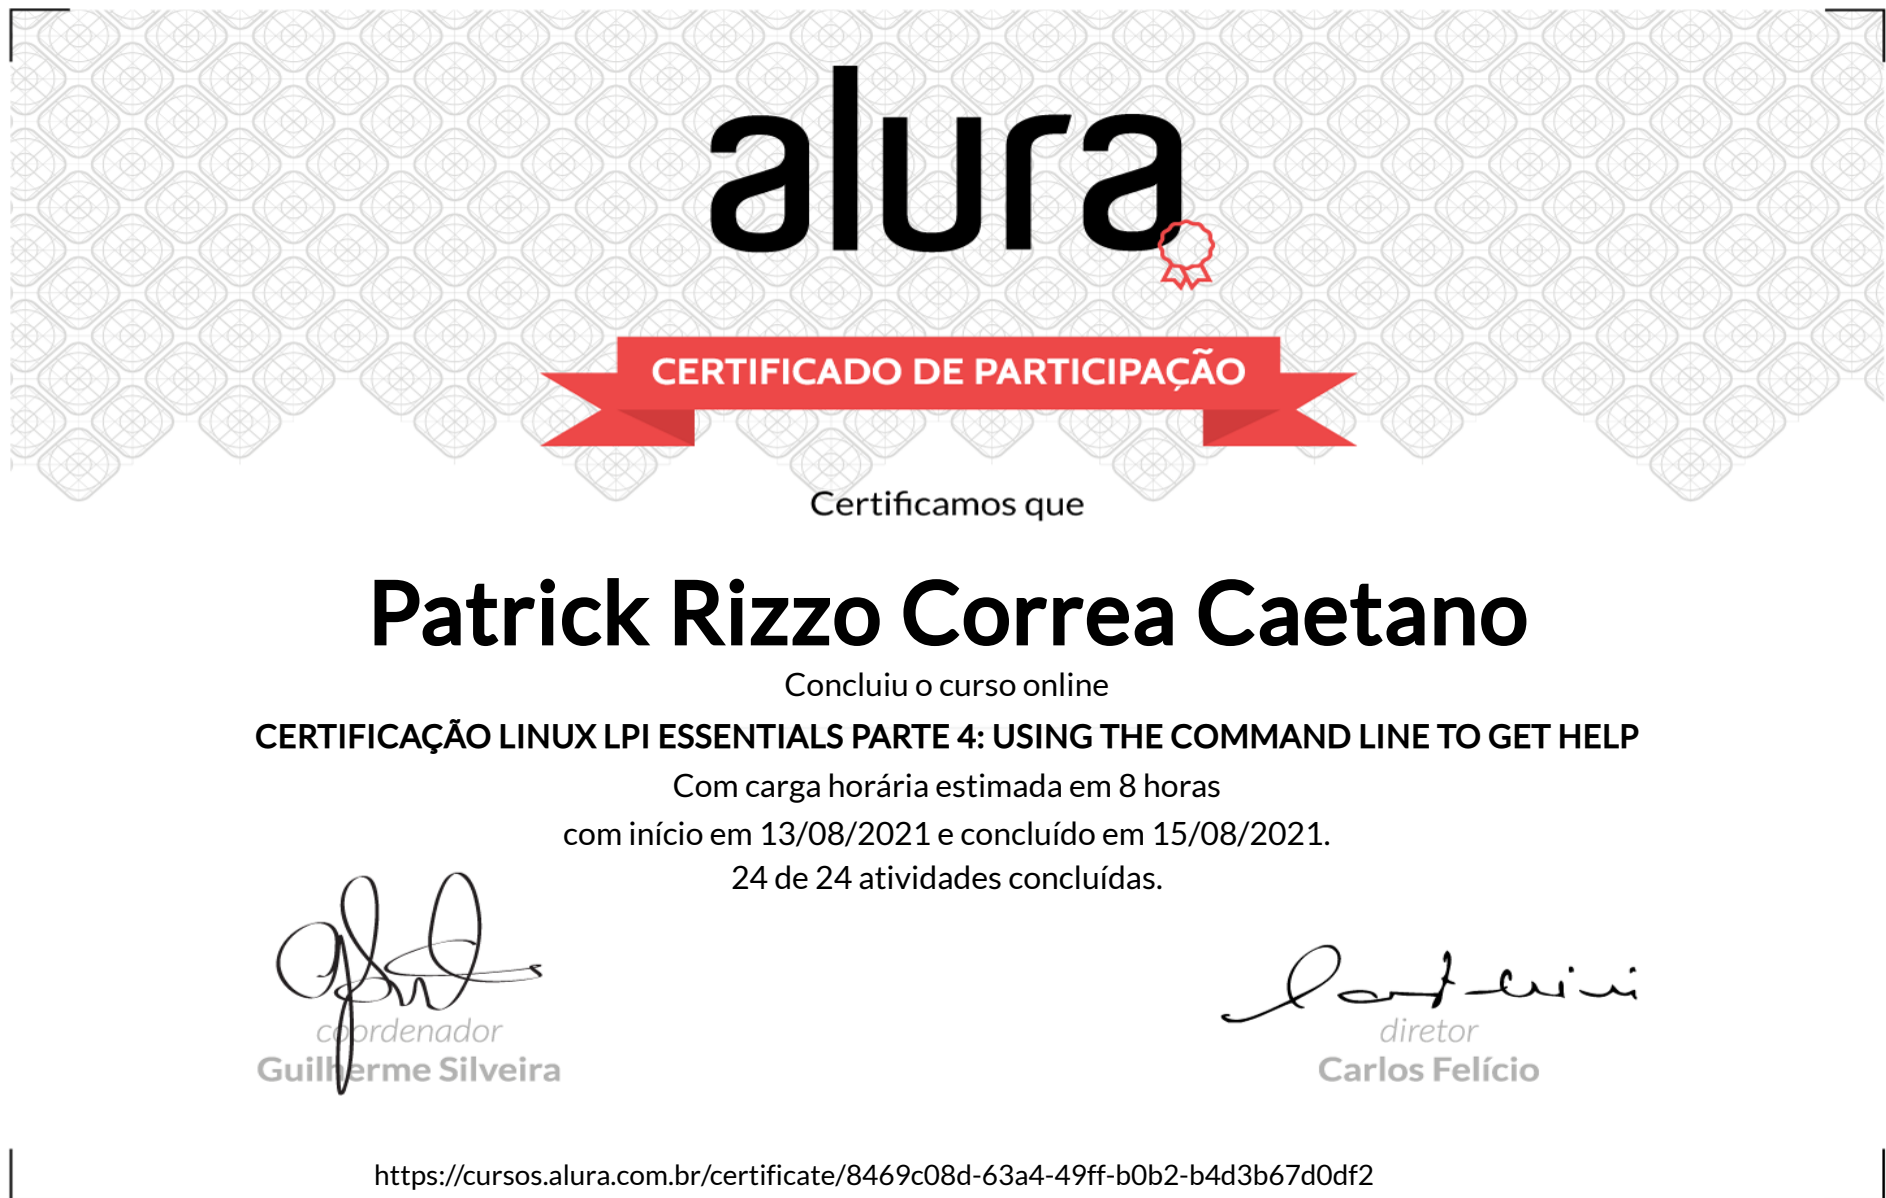 alura
CERTIFICADO DE PARTICIPAÇÃO
Certificamos que
Patrick Rizzo Correa Caetano
Concluiu o curso online
CERTIFICAÇÃO LINUX LPI ESSENTIALS PARTE 4: USING THE COMMAND LINE TO GET HELP
Com carga horária estimada em 8 horas
com início em 13/08/2021 e concluído em 15/08/2021.
24 de 24 atividades concluídas.
coordenador
Guilherme Silveira
diretor
Carlos Felício
https://cursos.alura.com.br/certificate/8469c08d-63a4-49ff-b0b2-b4d3b67d0df2